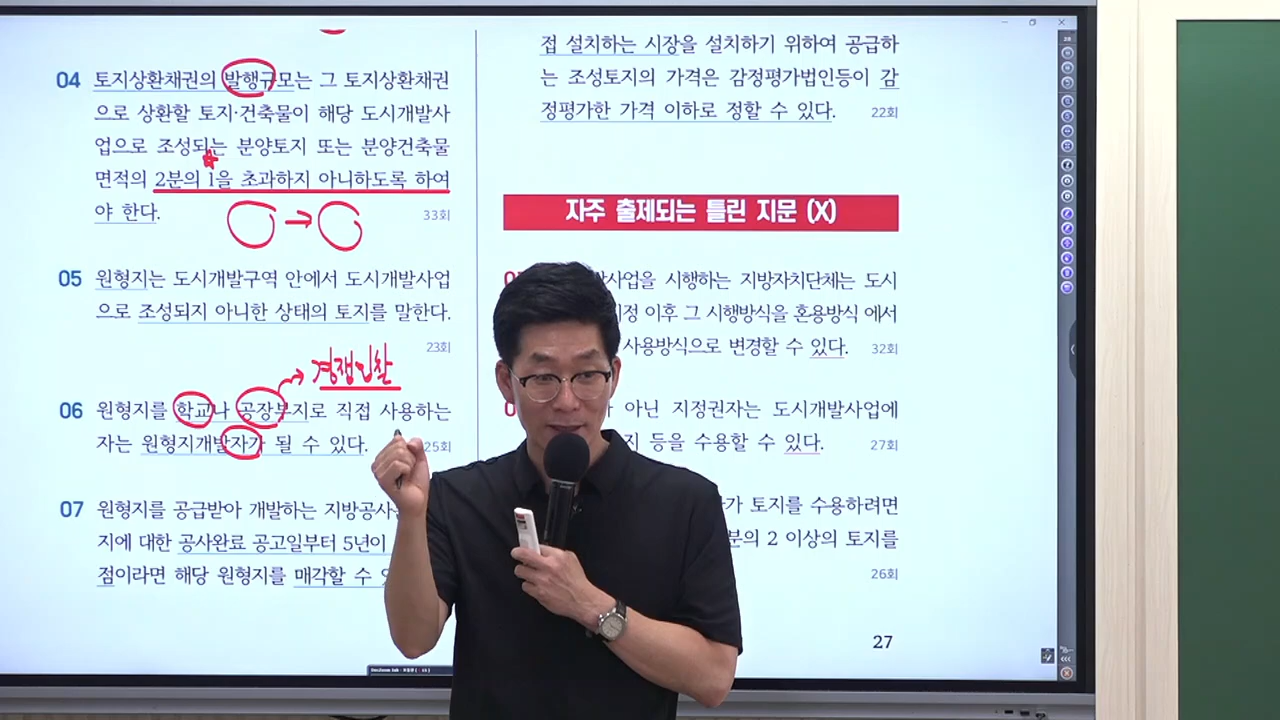 04 토지상환채권의 발행규모는 그 토지상환채권
으로 상환할 토지·건축물이 해당 도시개발사
업으로 조성되는 분양토지 또는 분양건축물
면적의 2분의 1을 초과하지 아니하도록 하여
야 한다. 33회
05 원형지는 도시개발구역 안에서 도시개발사업
으로 조성되지 아니한 상태의 토지를 말한다.
23회
경쟁입찰
06 원형지를 학교나 공장부지로 직접 사용하는
자는 원형지개발자가 될 수 있다. 25회
07 원형지를 공급받아 개발하는 지방공사
지에 대한 공사완료 공고일부터 5년이
점이라면 해당 원형지를 매각할 수
접 설치하는 시장을 설치하기 위하여 공급하
는 조성토지의 가격은 감정평가법인등이 감
정평가한 가격 이하로 정할 수 있다. 22회
자주 출제되는 틀린 지문 (X)
사업을 시행하는 지방자치단체는 도시
이후 그 시행방식을 혼용방식 에서
사용방식으로 변경할 수 있다. 32회
아닌 지정권자는 도시개발사업에
등을 수용할 수 있다. 27회
토지를 수용하려면
2 이상의 토지를
26회
27